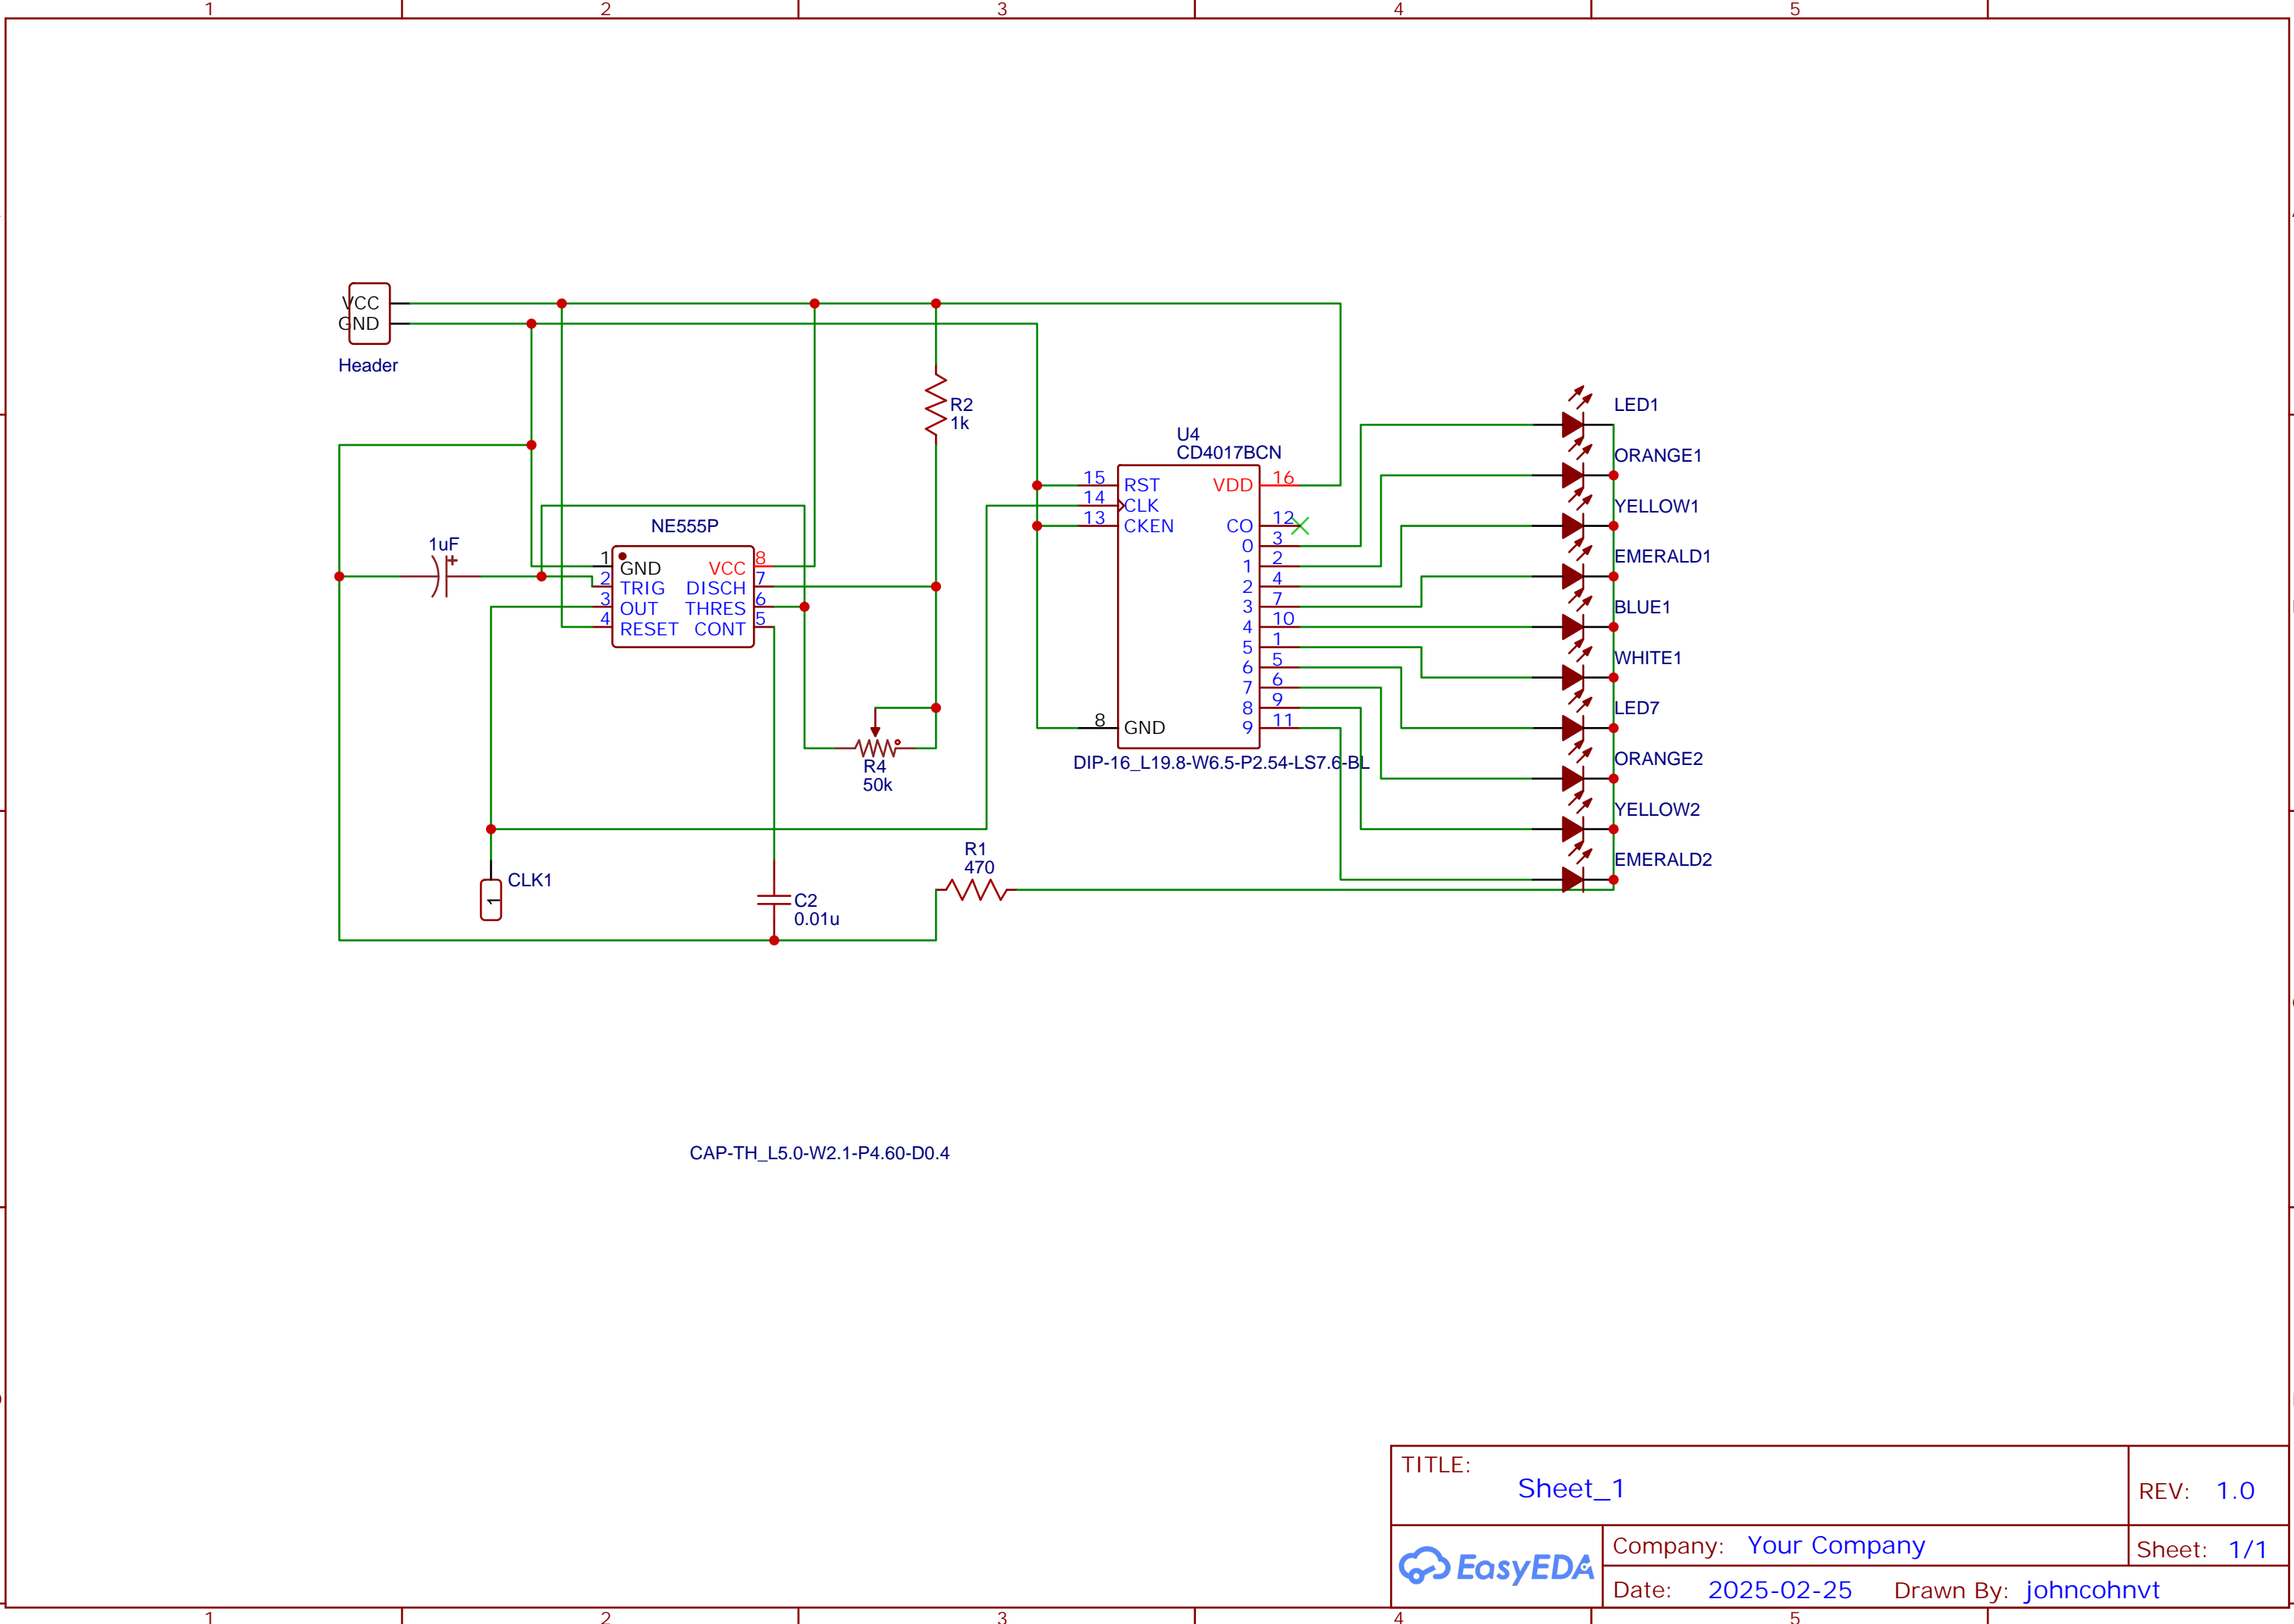 1 2 3 4 5
VCC
GND
Header
R2
1k
LED1
U4
CD4017BCN
ORANGE1
15 RST VDD 16
14 CLK
YELLOW1
13 CKEN CO 12
NE555P
0 3
1uF
EMERALD1
1 GND VCC 8
1 2
2 TRIG DISCH 7
2 4
3 OUT THRES 6
3 7
BLUE1
4 RESET CONT 5
4 10
5 1
WHITE1
6 5
7 6
LED7
8 9
8 GND 9 11
DIP-16_L19.8-W6.5-P2.54-LS7.6-BL
ORANGE2
R4
50k
YELLOW2
R1
470
EMERALD2
CLK1
1
C2
0.01u
CAP-TH_L5.0-W2.1-P4.60-D0.4
TITLE:
Sheet_1
REV: 1.0
EasyEDA
Company: Your Company
Sheet: 1/1
Date: 2025-02-25 Drawn By: johncohnvt
1 2 3 4 5